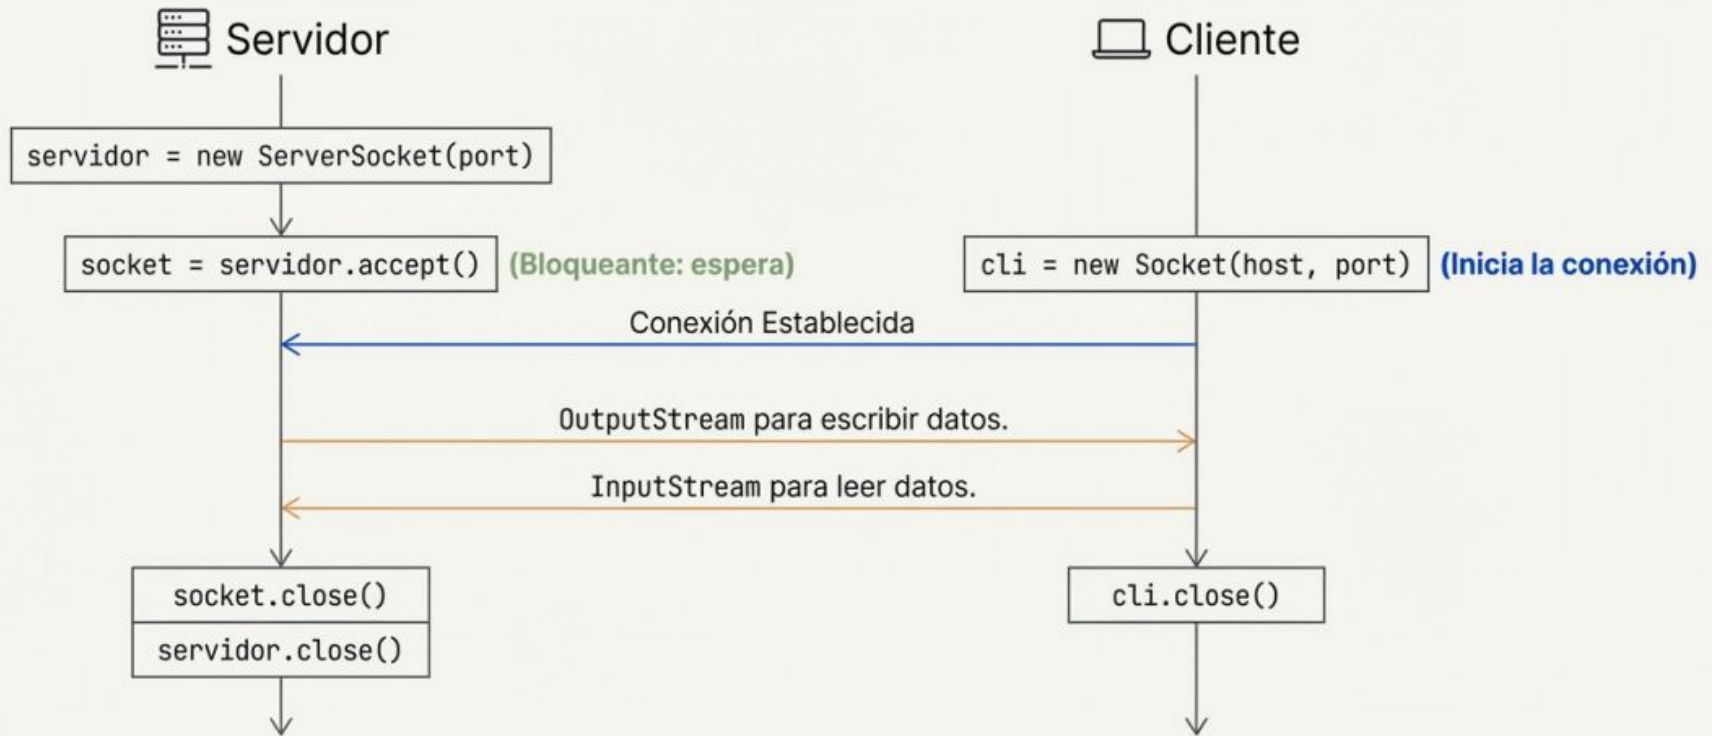 Servidor
Cliente
servidor = new ServerSocket(port)
socket = servidor.accept()
(Bloqueante: espera)
cli = new Socket(host, port)
(Inicia la conexión)
Conexión Establecida
OutputStream para escribir datos.
InputStream para leer datos.
socket.close()
cli.close()
servidor.close()